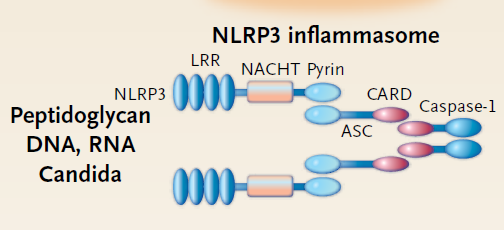 NLRP3 inflammasome
LRR
NACHT Pyrin
NLRP3
CARD
Caspase-1
Peptidoglycan
DNA, RNA
Candida
ASC